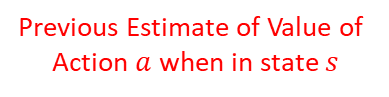 Previous Estimate of Value of
Action a when in state s